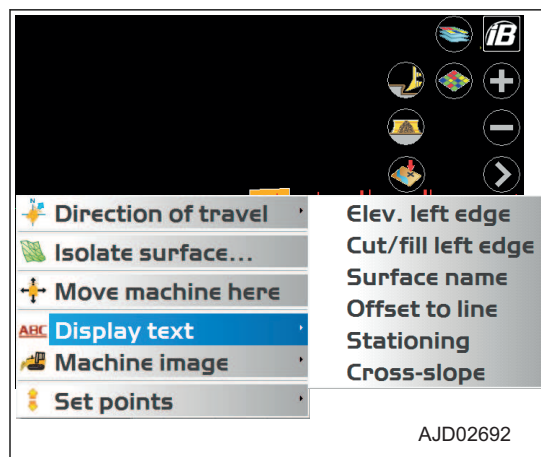 iB
N
Direction of travel
Isolate surface...
Move machine here
ABC Display text
Machine image
Set points
Elev. left edge
Cut/fill left edge
Surface name
Offset to line
Stationing
Cross-slope
AJD02692